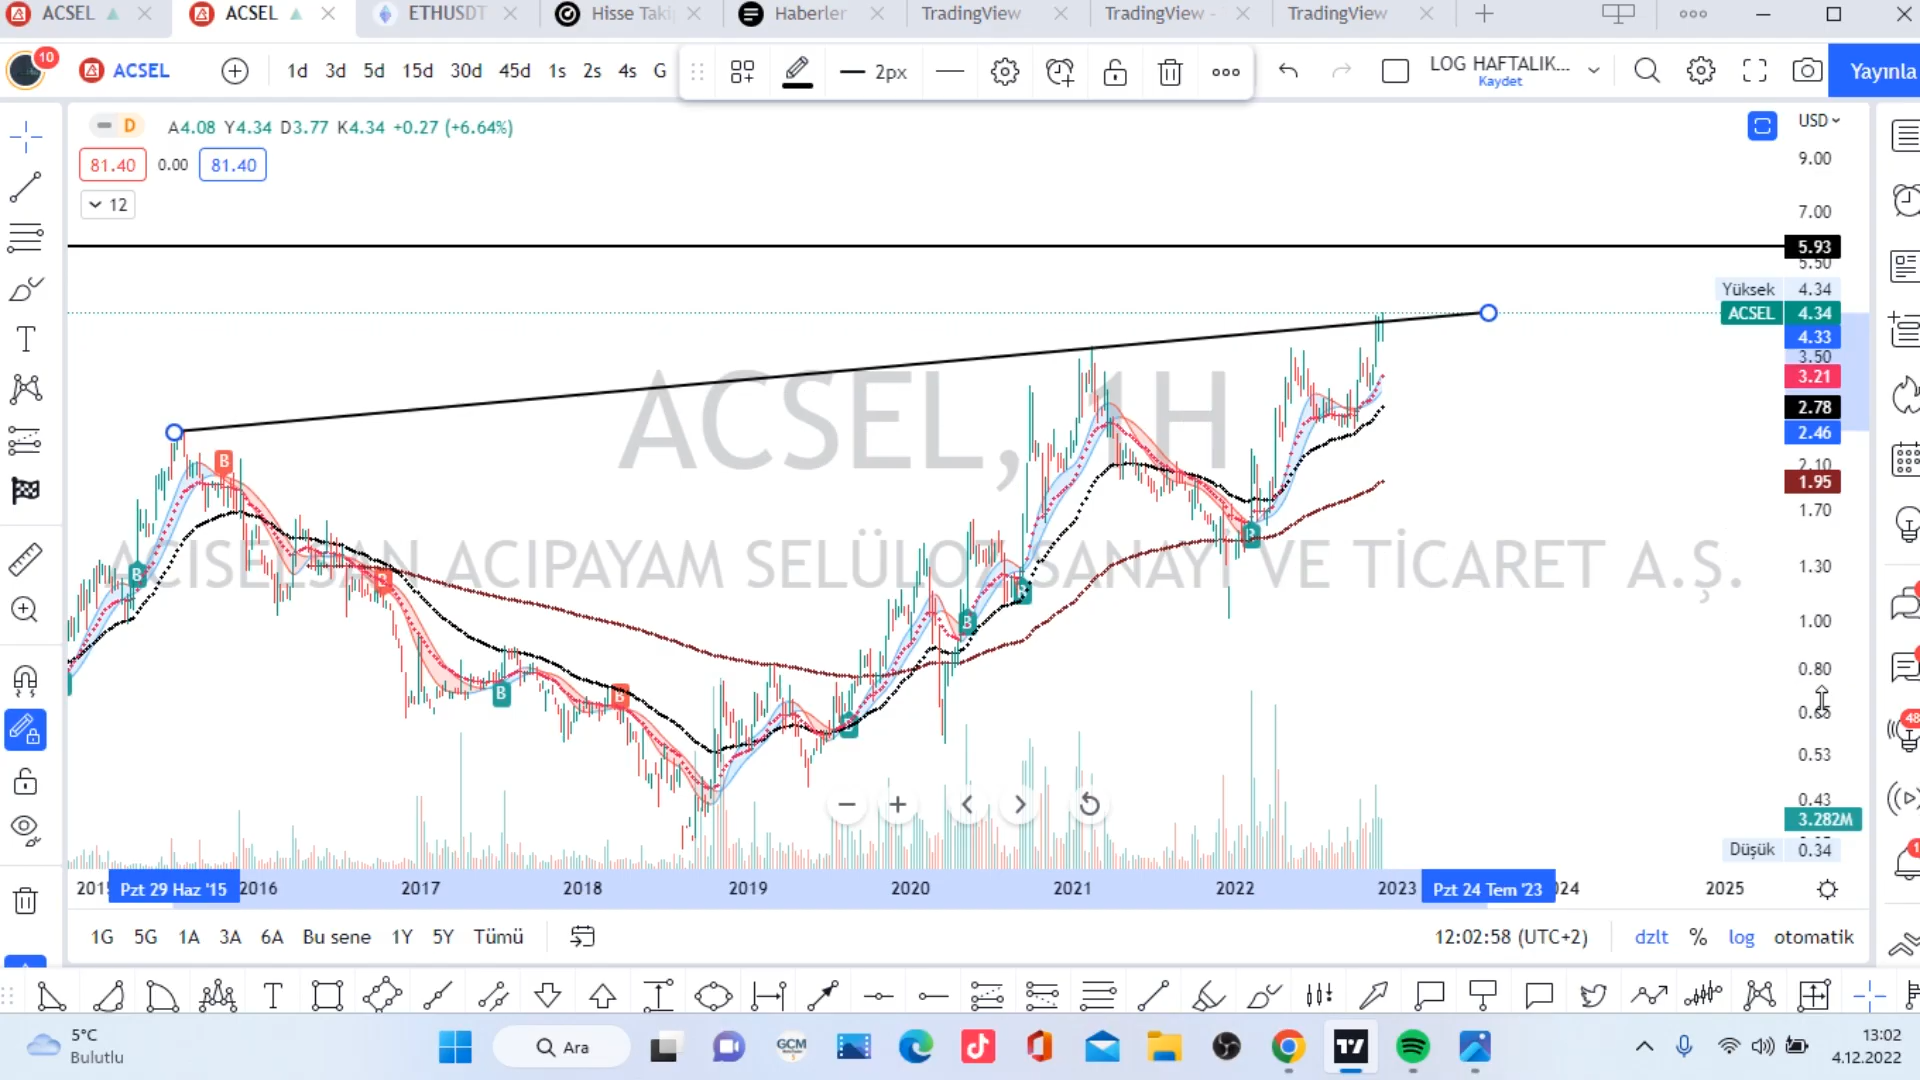 ACSEL
ACSEL
ETHUSDT
Hisse Taki
Haberler
TradingView
TradingView -
TradingView
10
ACSEL
1d 3d 5d 15d 30d 45d 1s 2s 4s G
2px
LOG HAFTALIK...
Kaydet
Yayınla
D A4.08 Y4.34 D3.77 K4.34 +0.27 (+6.64%)
81.40 0.00 81.40
12
USD
9.00
7.00
5.93
5.50
Yüksek 4.34
ACSEL 4.34
4.33
3.50
3.21
2.78
2.46
2.10
1.95
1.70
1.30
1.00
0.80
0.65
0.53
0.43
3.282M
Düşük 0.34
ACSEL, 1H
ACISELSAN ACIPAYAM SELÜLOZ SANAYİ VE TİCARET A.Ş.
B
B
B
B
B
B
B
B
48
2015 Pzt 29 Haz '15 2016 2017 2018 2019 2020 2021 2022 2023 Pzt 24 Tem '23 2025
1G 5G 1A 3A 6A Bu sene 1Y 5Y Tümü
12:02:58 (UTC+2) dzlt % log otomatik
5°C
Bulutlu
Ara
GCM
13:02
4.12.2022